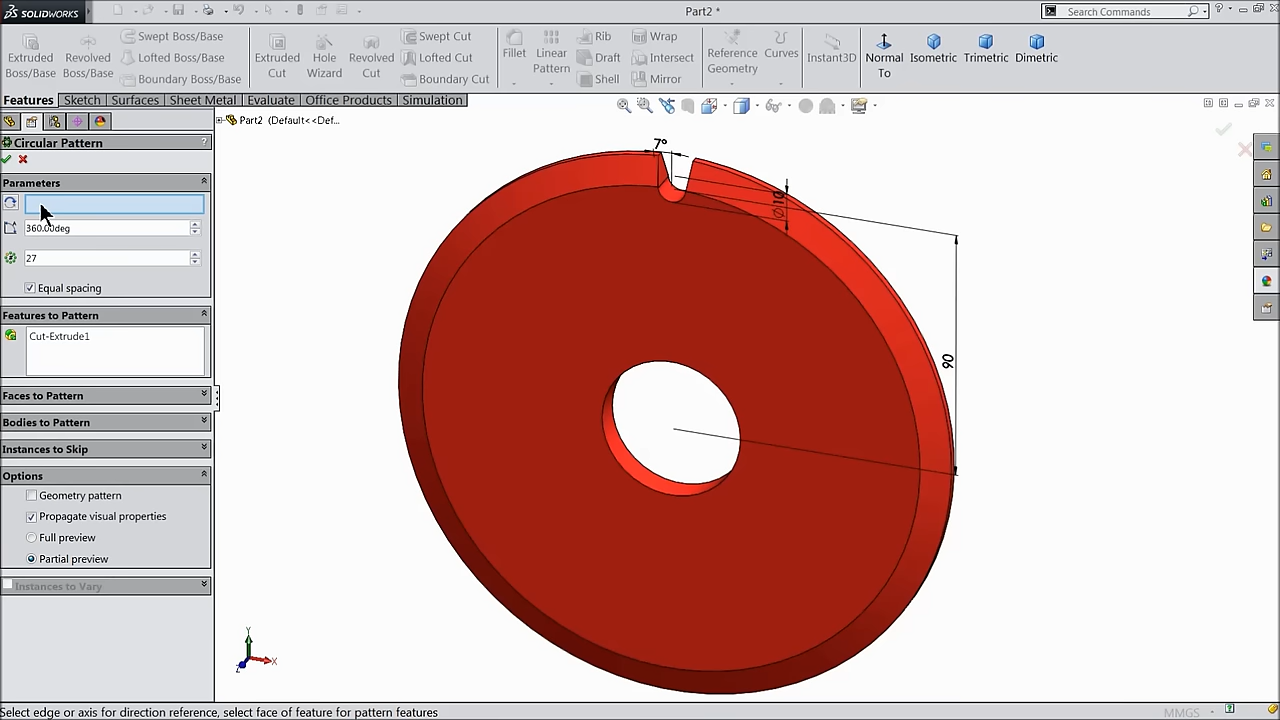 SOLIDWORKS
Part2 *
Search Commands
Extruded Boss/Base
Revolved Boss/Base
Swept Boss/Base
Lofted Boss/Base
Boundary Boss/Base
Extruded Cut
Hole Wizard
Revolved Cut
Swept Cut
Lofted Cut
Boundary Cut
Fillet
Linear Pattern
Rib
Draft
Shell
Wrap
Intersect
Mirror
Reference Geometry
Curves
Instant3D
Normal To
Isometric
Trimetric
Dimetric
Features
Sketch
Surfaces
Sheet Metal
Evaluate
Office Products
Simulation
Part2 (Default<<Def...
Circular Pattern
?
Parameters
360.00deg
27
Equal spacing
Features to Pattern
Cut-Extrude1
Faces to Pattern
Bodies to Pattern
Instances to Skip
Options
Geometry pattern
Propagate visual properties
Full preview
Partial preview
Instances to Vary
7°
Ø10
90
Y
X
Z
Select edge or axis for direction reference, select face of feature for pattern features
MMGS